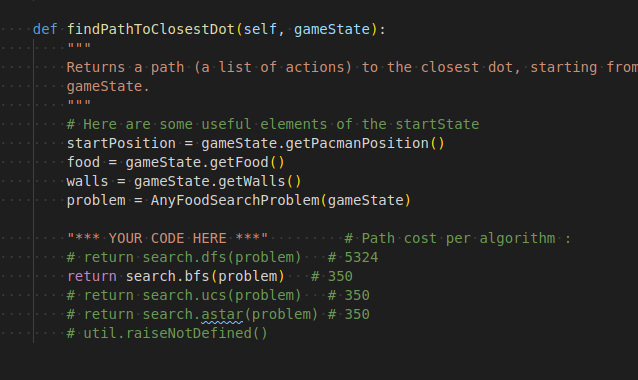 def findPathToClosestDot(self, gameState):
"""
Returns a path (a list of actions) to the closest dot, starting from
gameState.
"""
# Here are some useful elements of the startState
startPosition = gameState.getPacmanPosition()
food = gameState.getFood()
walls = gameState.getWalls()
problem = AnyFoodSearchProblem(gameState)
"*** YOUR CODE HERE ***" # Path cost per algorithm :
# return search.dfs(problem) # 5324
return search.bfs(problem) # 350
# return search.ucs(problem) # 350
# return search.astar(problem) # 350
# util.raiseNotDefined()